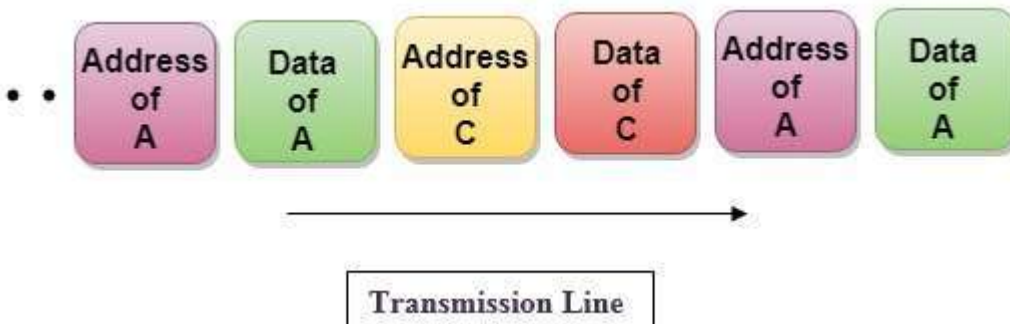 Address
of
A
Data
of
A
Address
of
C
Data
of
C
Address
of
A
Data
of
A
Transmission Line